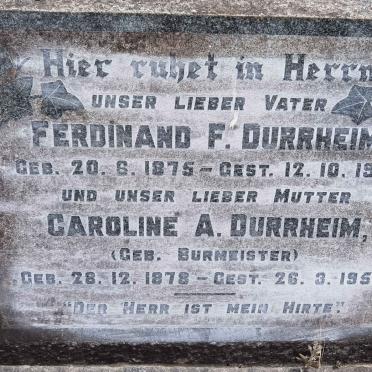 Hier ruhet in Herrn
UNSER LIEBER VATER
FERDINAND F. DURRHEIM
GEB. 20. 6. 1875 — GEST. 12. 10. 19
UND UNSER LIEBER MUTTER
CAROLINE A. DURRHEIM,
(GEB. BURMEISTER)
GEB. 28. 12. 1878 — GEST. 26. 3. 195
"DER HERR IST MEIN HIRTE."